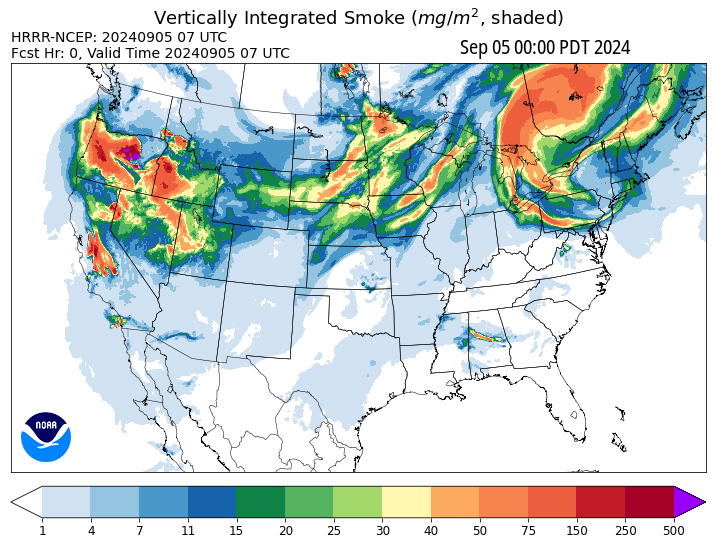 Vertically Integrated Smoke (mg/m², shaded)
HRRR-NCEP: 20240905 07 UTC
Fcst Hr: 0, Valid Time 20240905 07 UTC
Sep 05 00:00 PDT 2024
NOAA
1 4 7 11 15 20 25 30 40 50 75 150 250 500